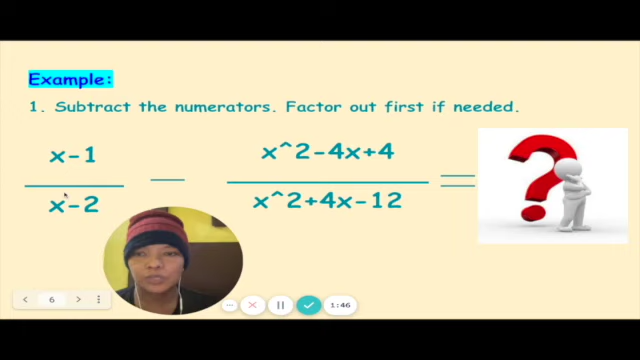 Example:
1. Subtract the numerators. Factor out first if needed.
x-1 x^2-4x+4
— =
x-2 x^2+4x-12
6
1:46